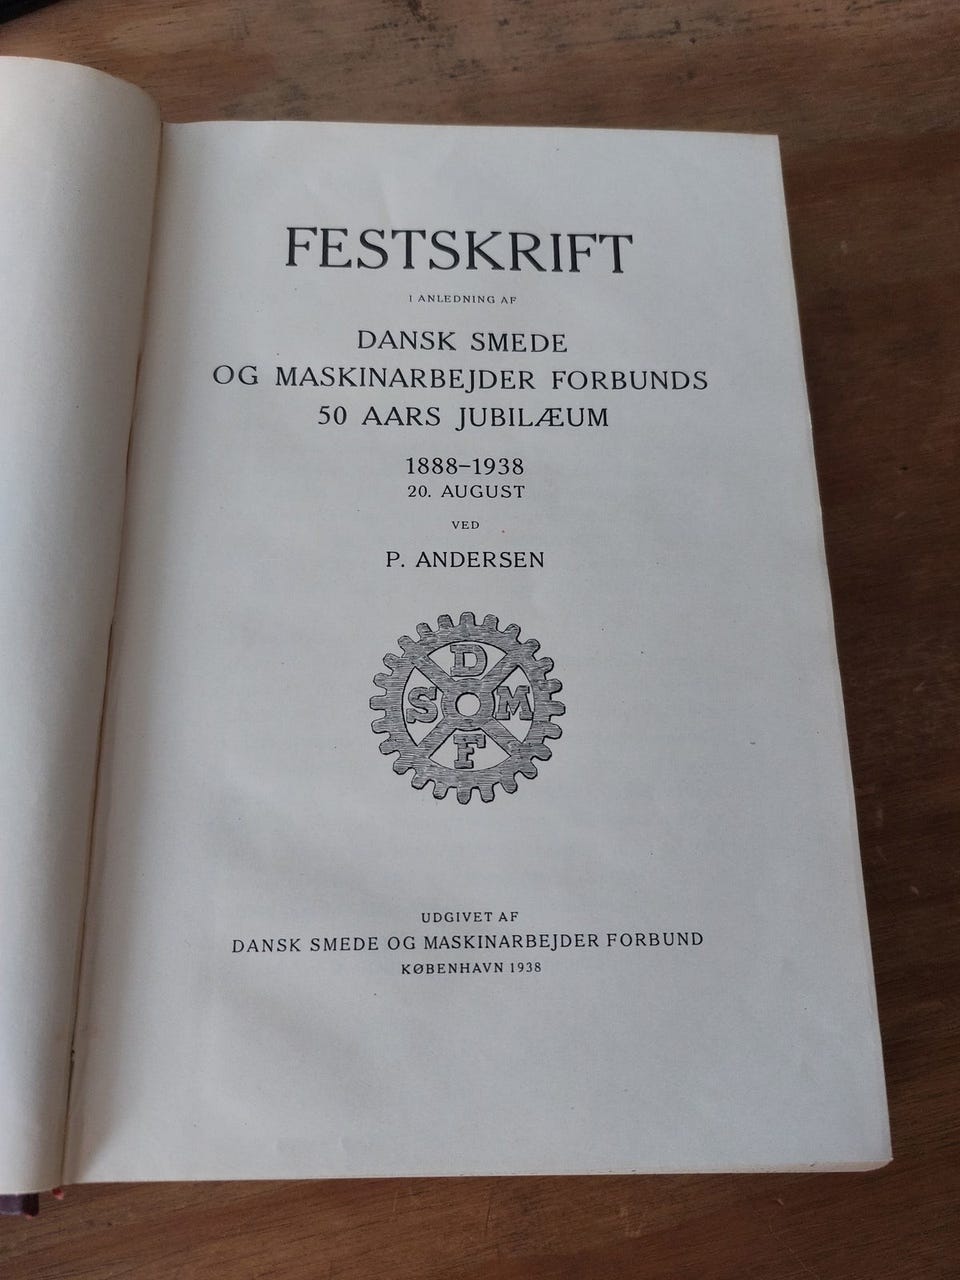 FESTSKRIFT
I ANLEDNING AF
DANSK SMEDE
OG MASKINARBEJDER FORBUNDS
50 AARS JUBILÆUM
1888–1938
20. AUGUST
VED
P. ANDERSEN
D
S M
F
UDGIVET AF
DANSK SMEDE OG MASKINARBEJDER FORBUND
KØBENHAVN 1938